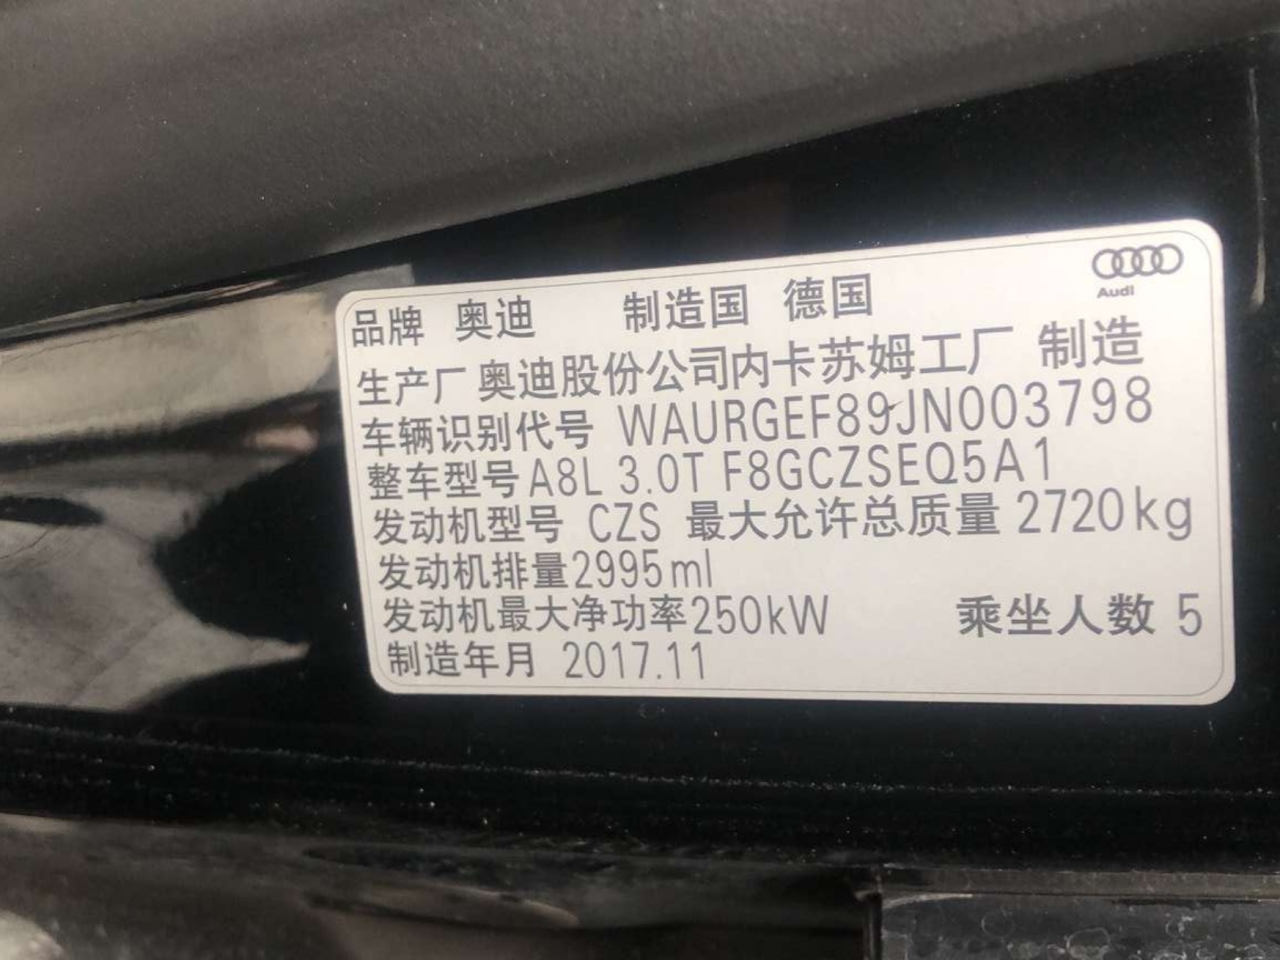 Audi
品牌 奥迪 制造国 德国
生产厂 奥迪股份公司内卡苏姆工厂 制造
车辆识别代号 WAURGEF89JN003798
整车型号 A8L 3.0T F8GCZSEQ5A1
发动机型号 CZS 最大允许总质量 2720kg
发动机排量2995ml
发动机最大净功率250kW 乘坐人数 5
制造年月 2017.11